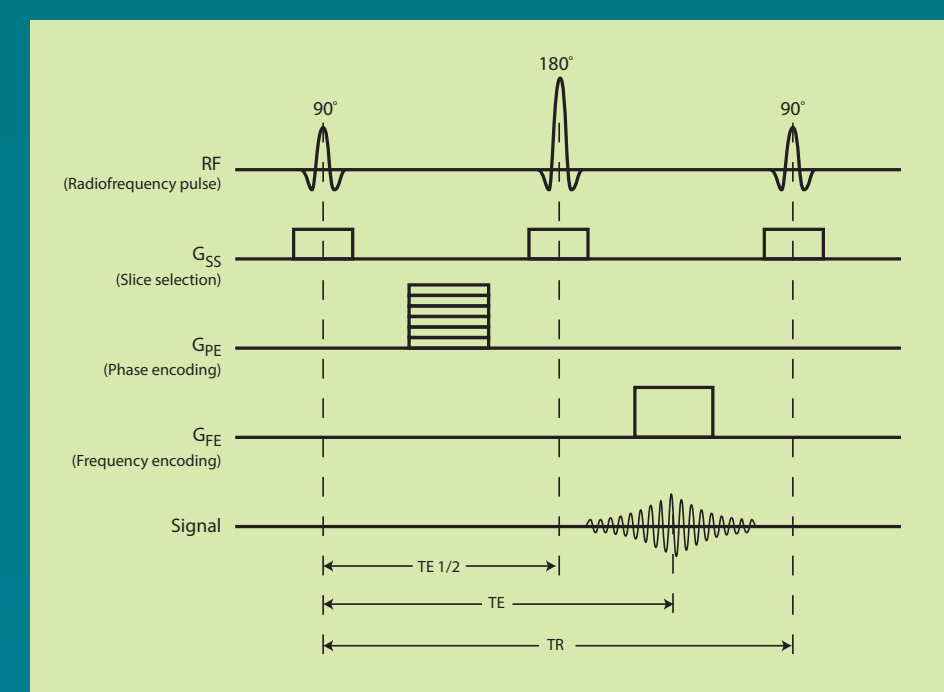 180°
90°
90°
RF
(Radiofrequency pulse)
GSS
(Slice selection)
GPE
(Phase encoding)
GFE
(Frequency encoding)
Signal
TE 1/2
TE
TR